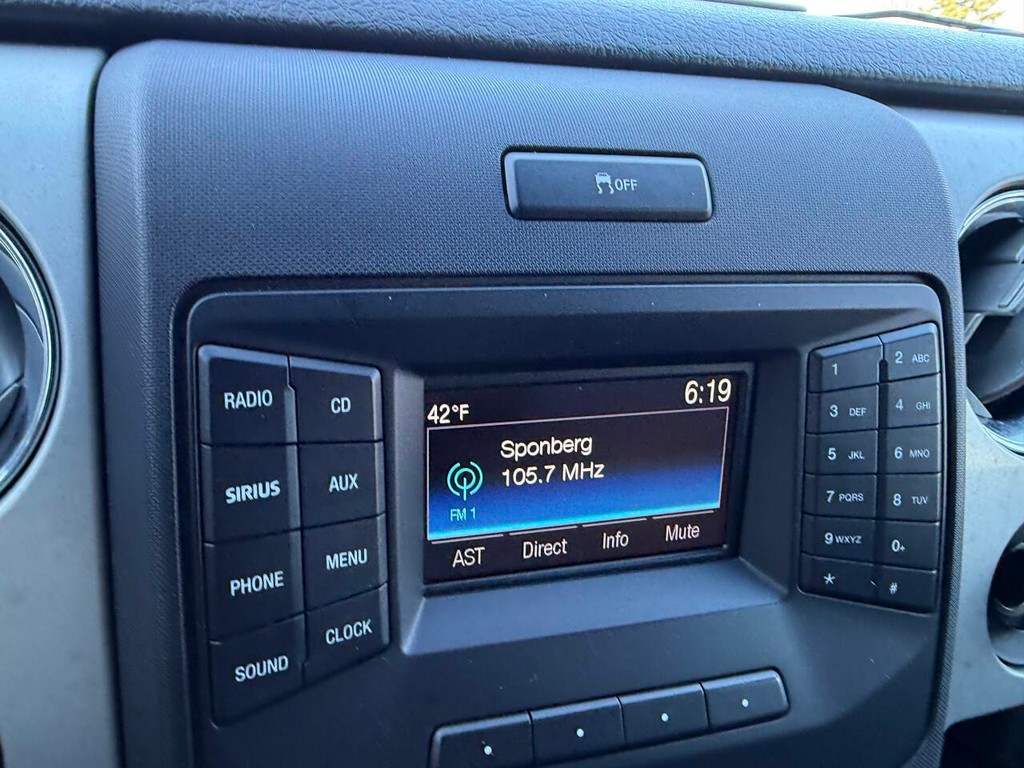 OFF
42°F
6:19
Sponberg
105.7 MHz
FM 1
AST Direct Info Mute
RADIO
CD
SIRIUS
AUX
PHONE
MENU
SOUND
CLOCK
1
2 ABC
3 DEF
4 GHI
5 JKL
6 MNO
7 PQRS
8 TUV
9 WXYZ
0+
*
#